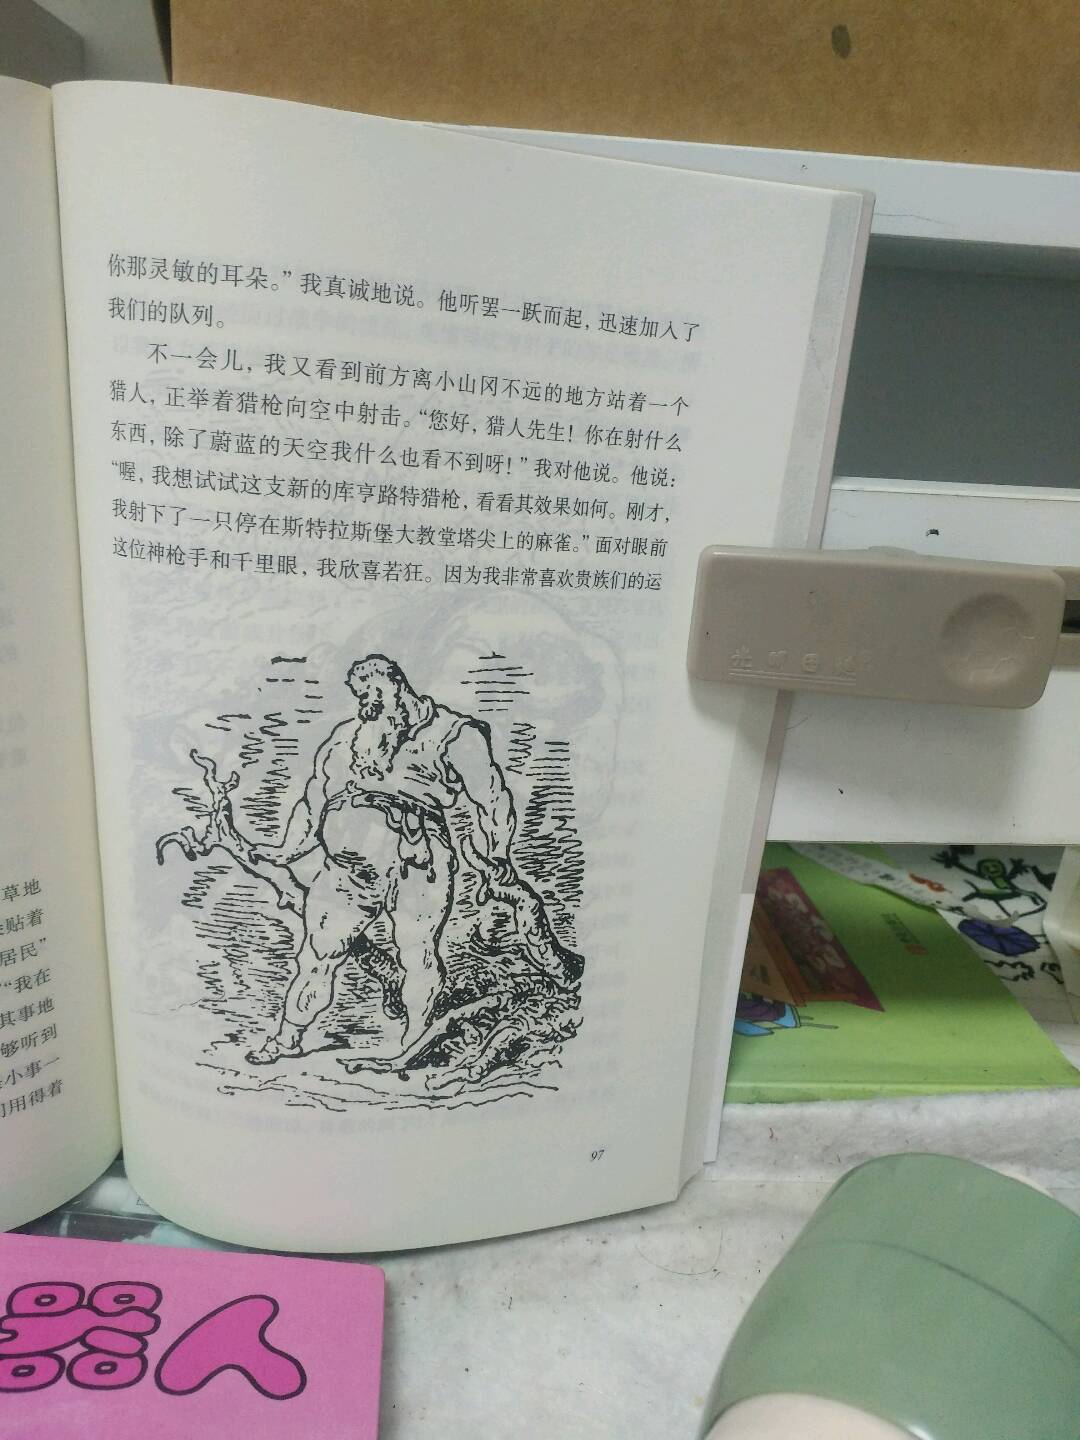 草地
贴着
居民”
“我在
其事地
够听到
小事一
用得着
你那灵敏的耳朵。”我真诚地说。他听罢一跃而起，迅速加入了
我们的队列。
不一会儿，我又看到前方离小山冈不远的地方站着一个
猎人，正举着猎枪向空中射击。“您好，猎人先生！你在射什么
东西，除了蔚蓝的天空我什么也看不到呀！”我对他说。他说：
“喔，我想试试这支新的库亨路特猎枪，看看其效果如何。刚才，
我射下了一只停在斯特拉斯堡大教堂塔尖上的麻雀。”面对眼前
这位神枪手和千里眼，我欣喜若狂。因为我非常喜欢贵族们的运
97
器人